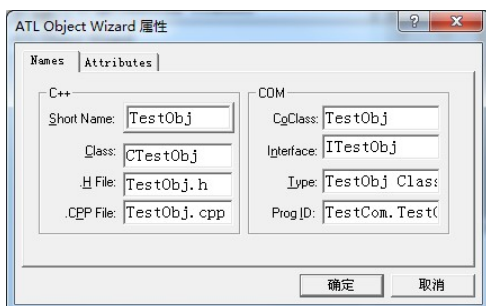 ATL Object Wizard 属性
Names Attributes
C++
Short Name: TestObj
Class: CTestObj
.H File: TestObj.h
.CPP File: TestObj.cpp
COM
CoClass: TestObj
Interface: ITestObj
Type: TestObj Clas
Prog ID: TestCom.Test
确定 取消